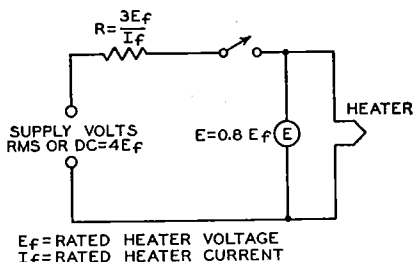 R=3Ef/If
HEATER
SUPPLY VOLTS
RMS OR DC=4Ef
E=0.8 Ef
E
Ef=RATED HEATER VOLTAGE
If=RATED HEATER CURRENT